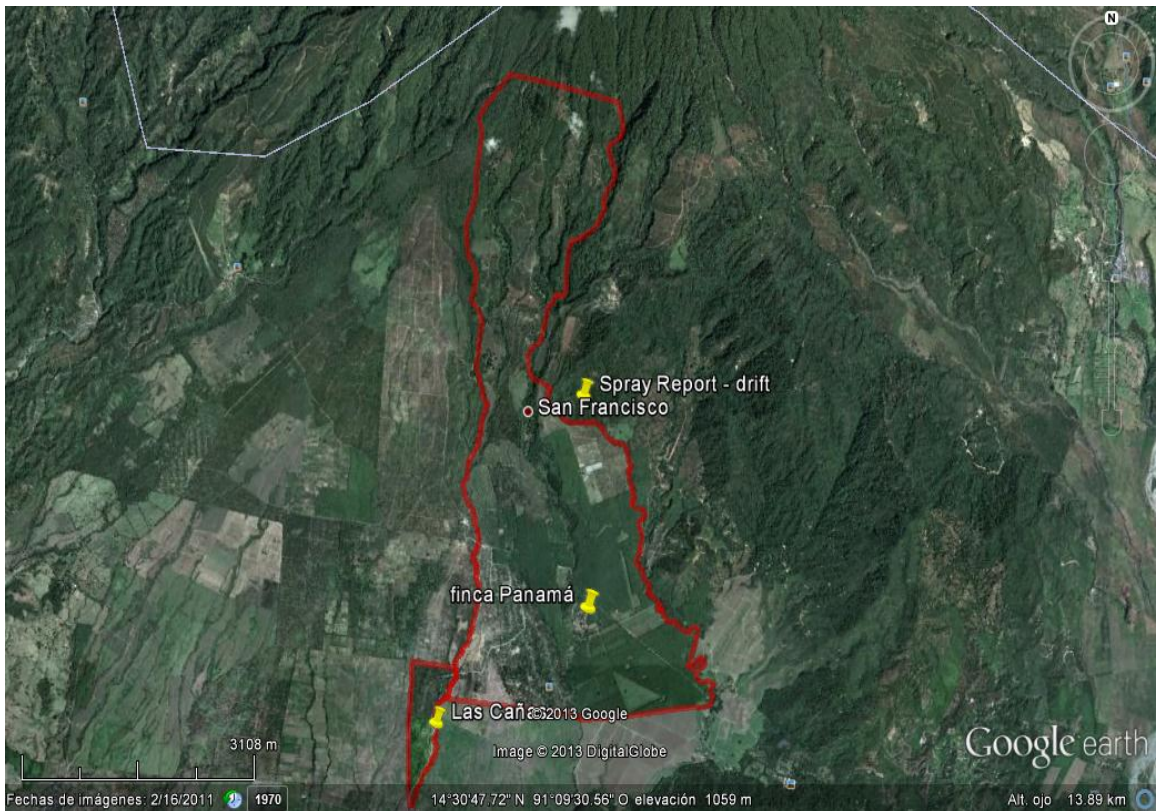 N
Spray Report - drift
San Francisco
finca Panamá
Las Cañas
©2013 Google
3108 m
Image © 2013 DigitalGlobe
Google earth
Fechas de imágenes: 2/16/2011 1970 14°30'47.72" N 91°09'30.56" O elevación 1059 m Alt. ojo 13.89 km